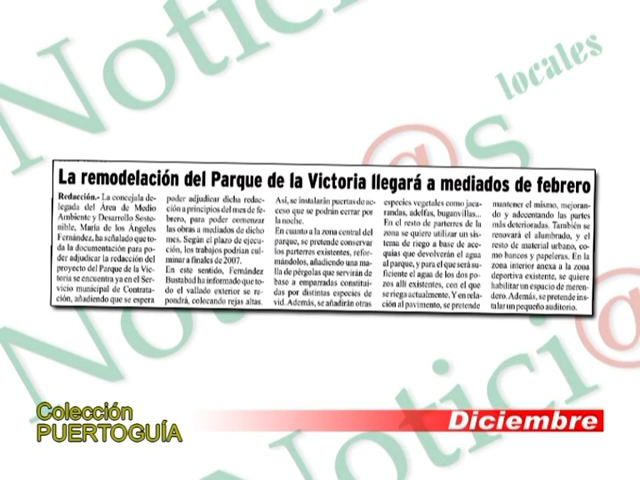 Notici@s
locales
La remodelación del Parque de la Victoria llegará a mediados de febrero
Redacción.- La concejala de-
legada del Área de Medio
Ambiente y Desarrollo Soste-
nible, María de los Ángeles
Fernández, ha señalado que to-
da la documentación para po-
der adjudicar la redacción del
proyecto del Parque de la Vic-
toria se encuentra ya en el Ser-
vicio municipal de Contrata-
ción, añadiendo que se espera
poder adjudicar dicha redac-
ción a principios del mes de fe-
brero, para poder comenzar
las obras a mediados de dicho
mes. Según el plazo de ejecu-
ción, los trabajos podrían cul-
minar a finales de 2007.
En este sentido, Fernández
Bustabad ha informado que to-
do el vallado exterior se re-
pondrá, colocando rejas altas.
Así, se instalarán puertas de ac-
ceso que se podrán cerrar por
la noche.
En cuanto a la zona central del
parque, se pretende conservar
los parterres existentes, refor-
mándolos, añadiendo una ma-
lla de pérgolas que servirán de
base a emparradas constitui-
das por distintas especies de
vid. Además, se añadirán otras
especies vegetales como jaca-
randas, adelfas, buganvillas...
En el resto de parterres de la
zona se quiere utilizar un sis-
tema de riego a base de ace-
quias que devolverán el agua
al parque, y para el que será su-
ficiente el agua de los dos po-
zos allí existentes, con el que
se riega actualmente. Y en rela-
ción al pavimento, se pretende
mantener el mismo, mejoran-
do y adecentando las partes
más deterioradas. También se
renovará el alumbrado, y el
resto de material urbano, co-
mo bancos y papeleras. En la
zona interior anexa a la zona
deportiva existente, se quiere
habilitar un espacio de meren-
dero. Además, se pretende ins-
talar un pequeño auditorio.
Notici@
Colección
PUERTOGUÍA
Diciembre
Notici